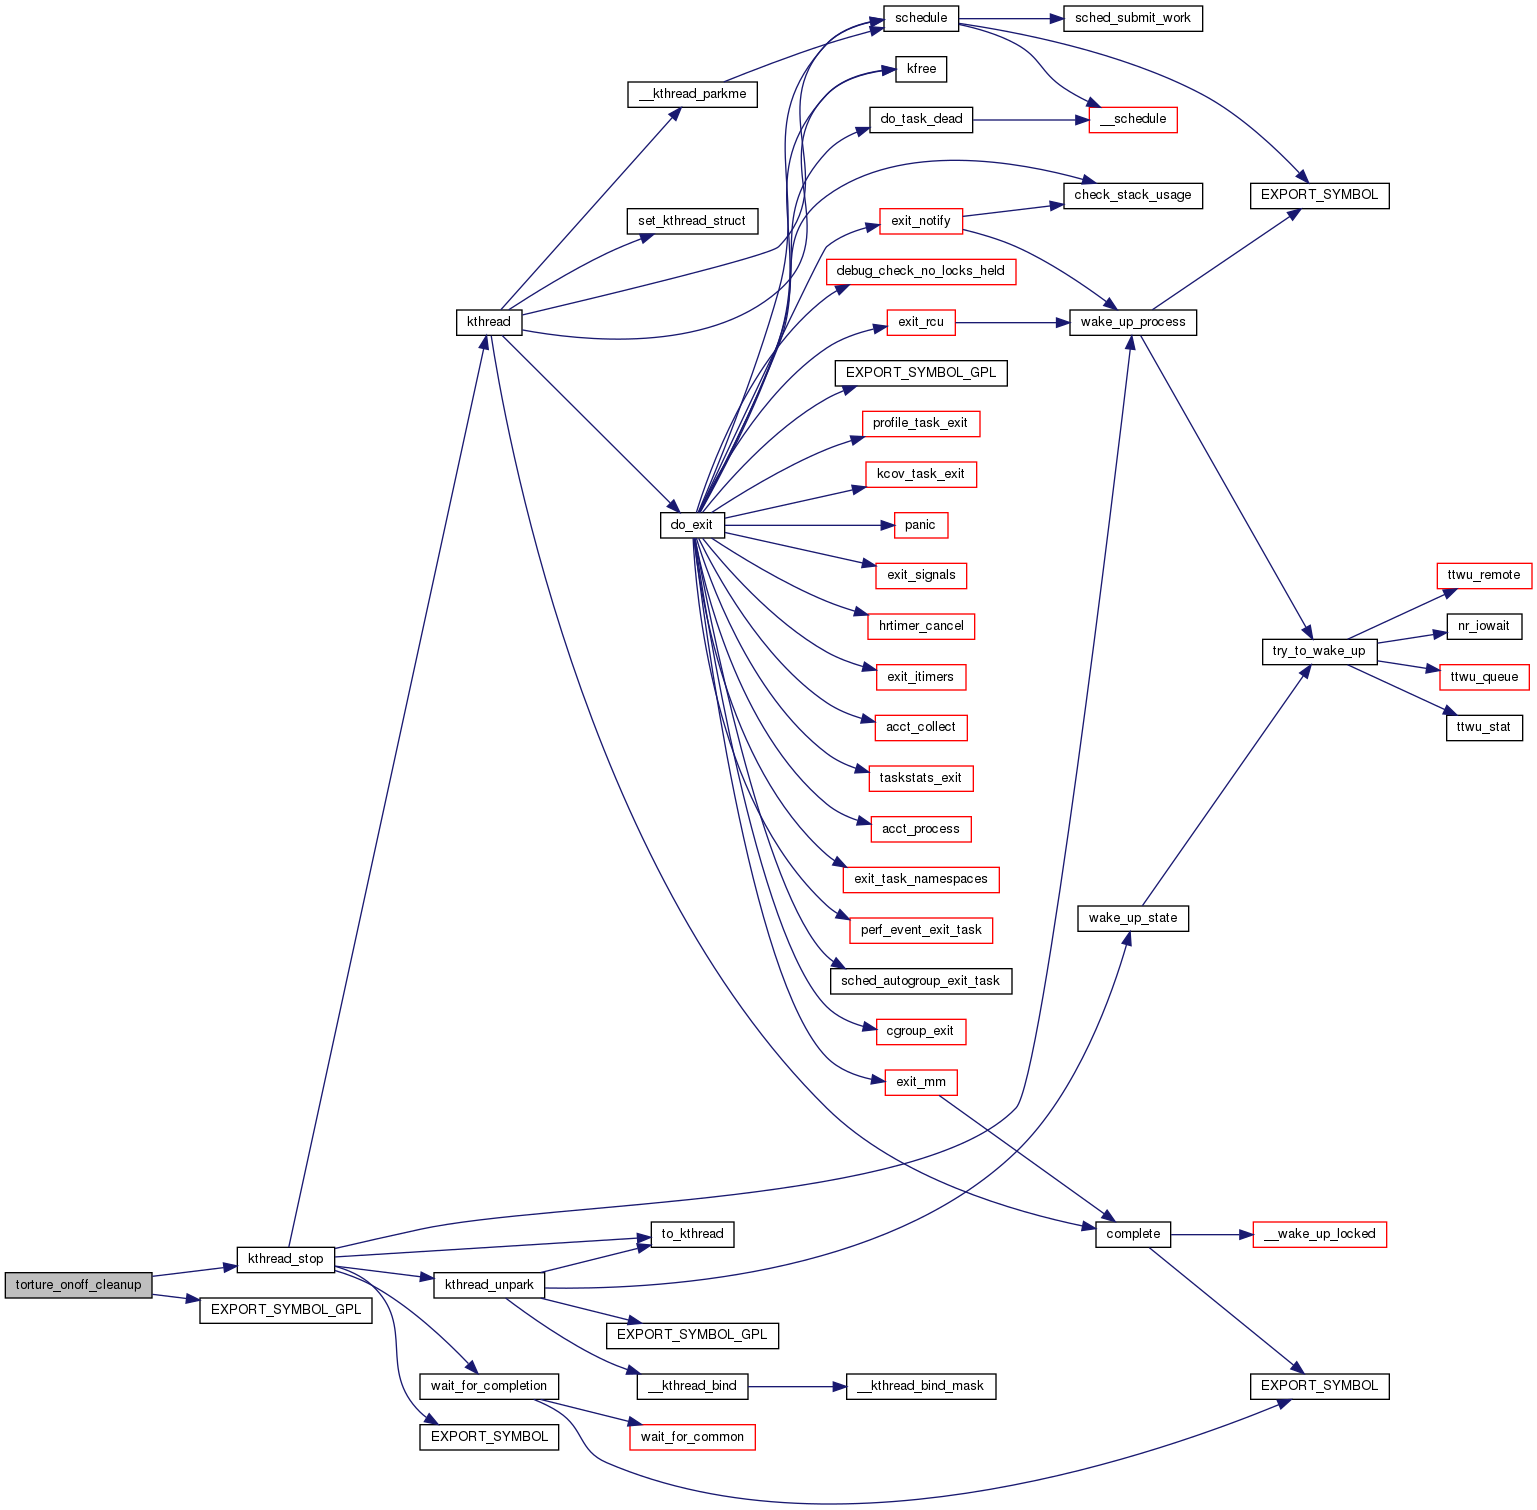 schedule
sched_submit_work
kfree
__kthread_parkme
do_task_dead
__schedule
check_stack_usage
EXPORT_SYMBOL
set_kthread_struct
exit_notify
debug_check_no_locks_held
kthread
exit_rcu
wake_up_process
EXPORT_SYMBOL_GPL
profile_task_exit
kcov_task_exit
do_exit
panic
exit_signals
ttwu_remote
hrtimer_cancel
nr_iowait
try_to_wake_up
exit_itimers
ttwu_queue
acct_collect
ttwu_stat
taskstats_exit
acct_process
exit_task_namespaces
wake_up_state
perf_event_exit_task
sched_autogroup_exit_task
cgroup_exit
exit_mm
to_kthread
complete
__wake_up_locked
kthread_stop
torture_onoff_cleanup
kthread_unpark
EXPORT_SYMBOL_GPL
EXPORT_SYMBOL_GPL
wait_for_completion
__kthread_bind
__kthread_bind_mask
EXPORT_SYMBOL
EXPORT_SYMBOL
wait_for_common